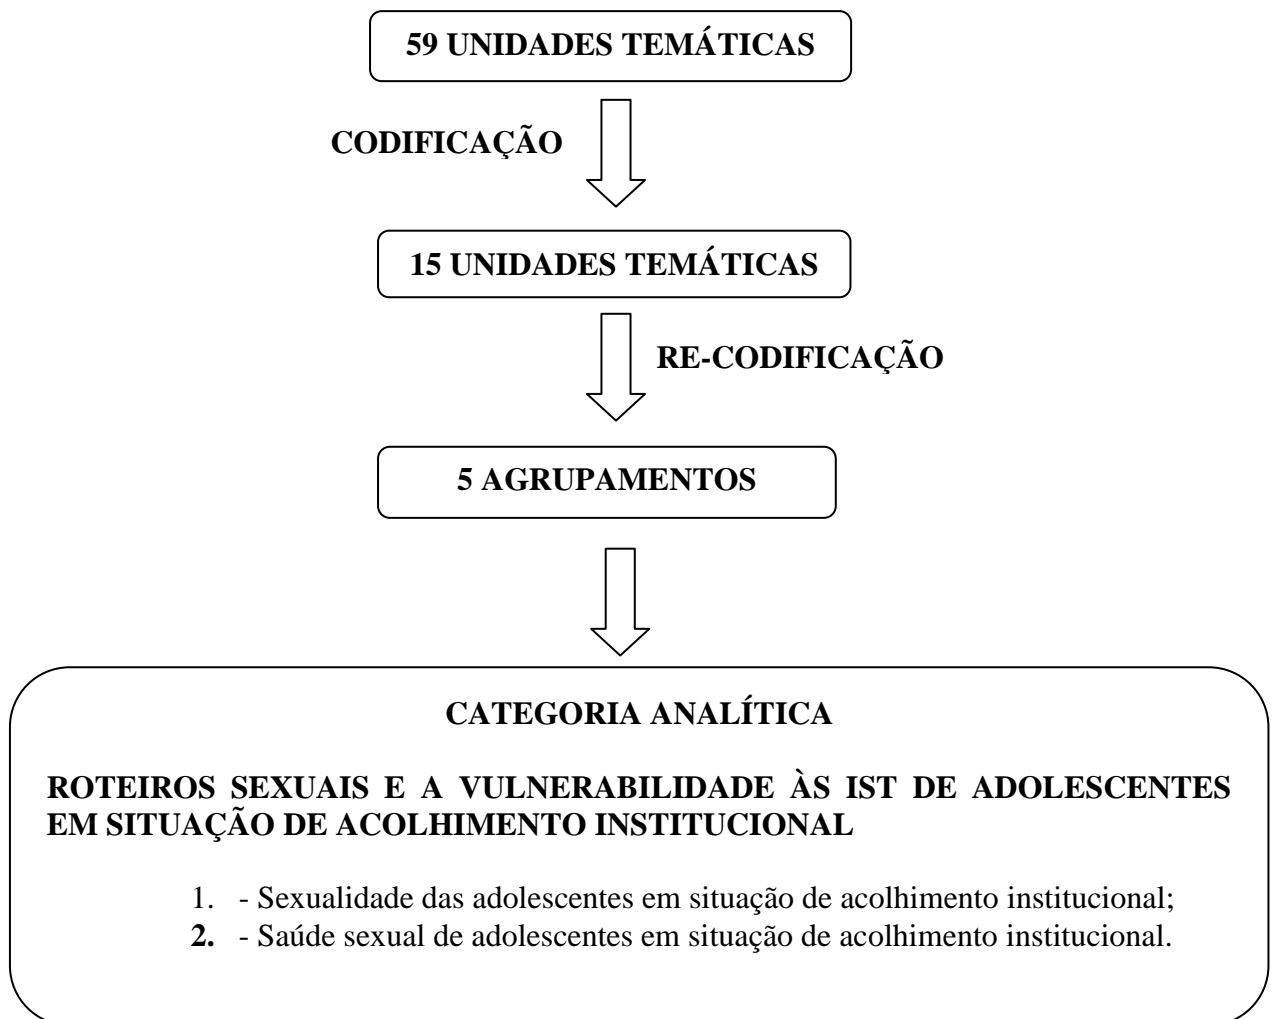 59 UNIDADES TEMÁTICAS
CODIFICAÇÃO
15 UNIDADES TEMÁTICAS
RE-CODIFICAÇÃO
5 AGRUPAMENTOS
CATEGORIA ANALÍTICA
ROTEIROS SEXUAIS E A VULNERABILIDADE ÀS IST DE ADOLESCENTES
EM SITUAÇÃO DE ACOLHIMENTO INSTITUCIONAL
1. - Sexualidade das adolescentes em situação de acolhimento institucional;
2. - Saúde sexual de adolescentes em situação de acolhimento institucional.